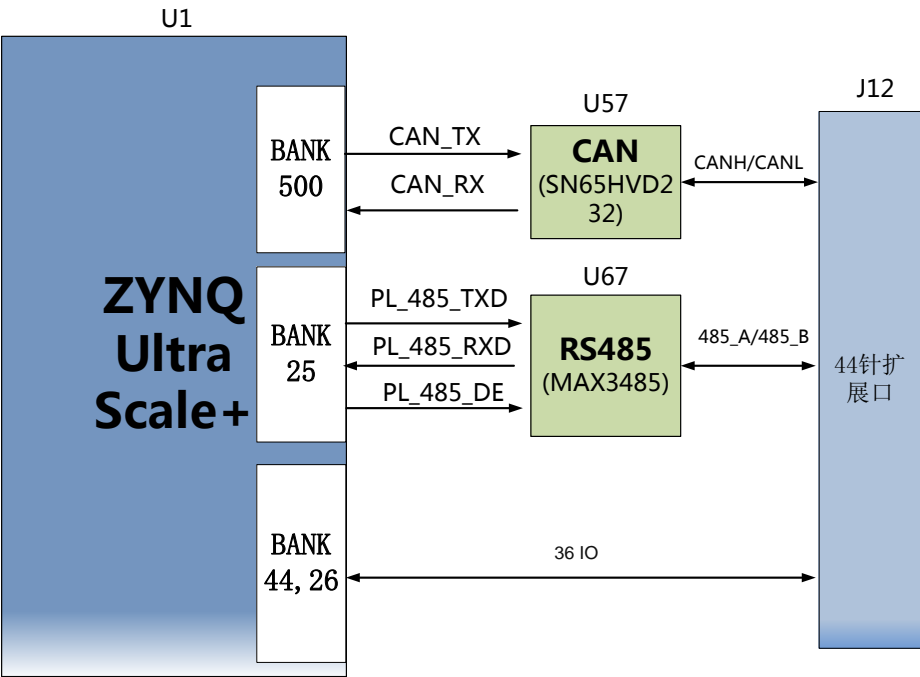 U1
ZYNQ
Ultra
Scale+
BANK
500
CAN_TX
CAN_RX
U57
CAN
(SN65HVD2
32)
CANH/CANL
J12
BANK
25
PL_485_TXD
PL_485_RXD
PL_485_DE
U67
RS485
(MAX3485)
485_A/485_B
44针扩
展口
BANK
44,26
36 IO